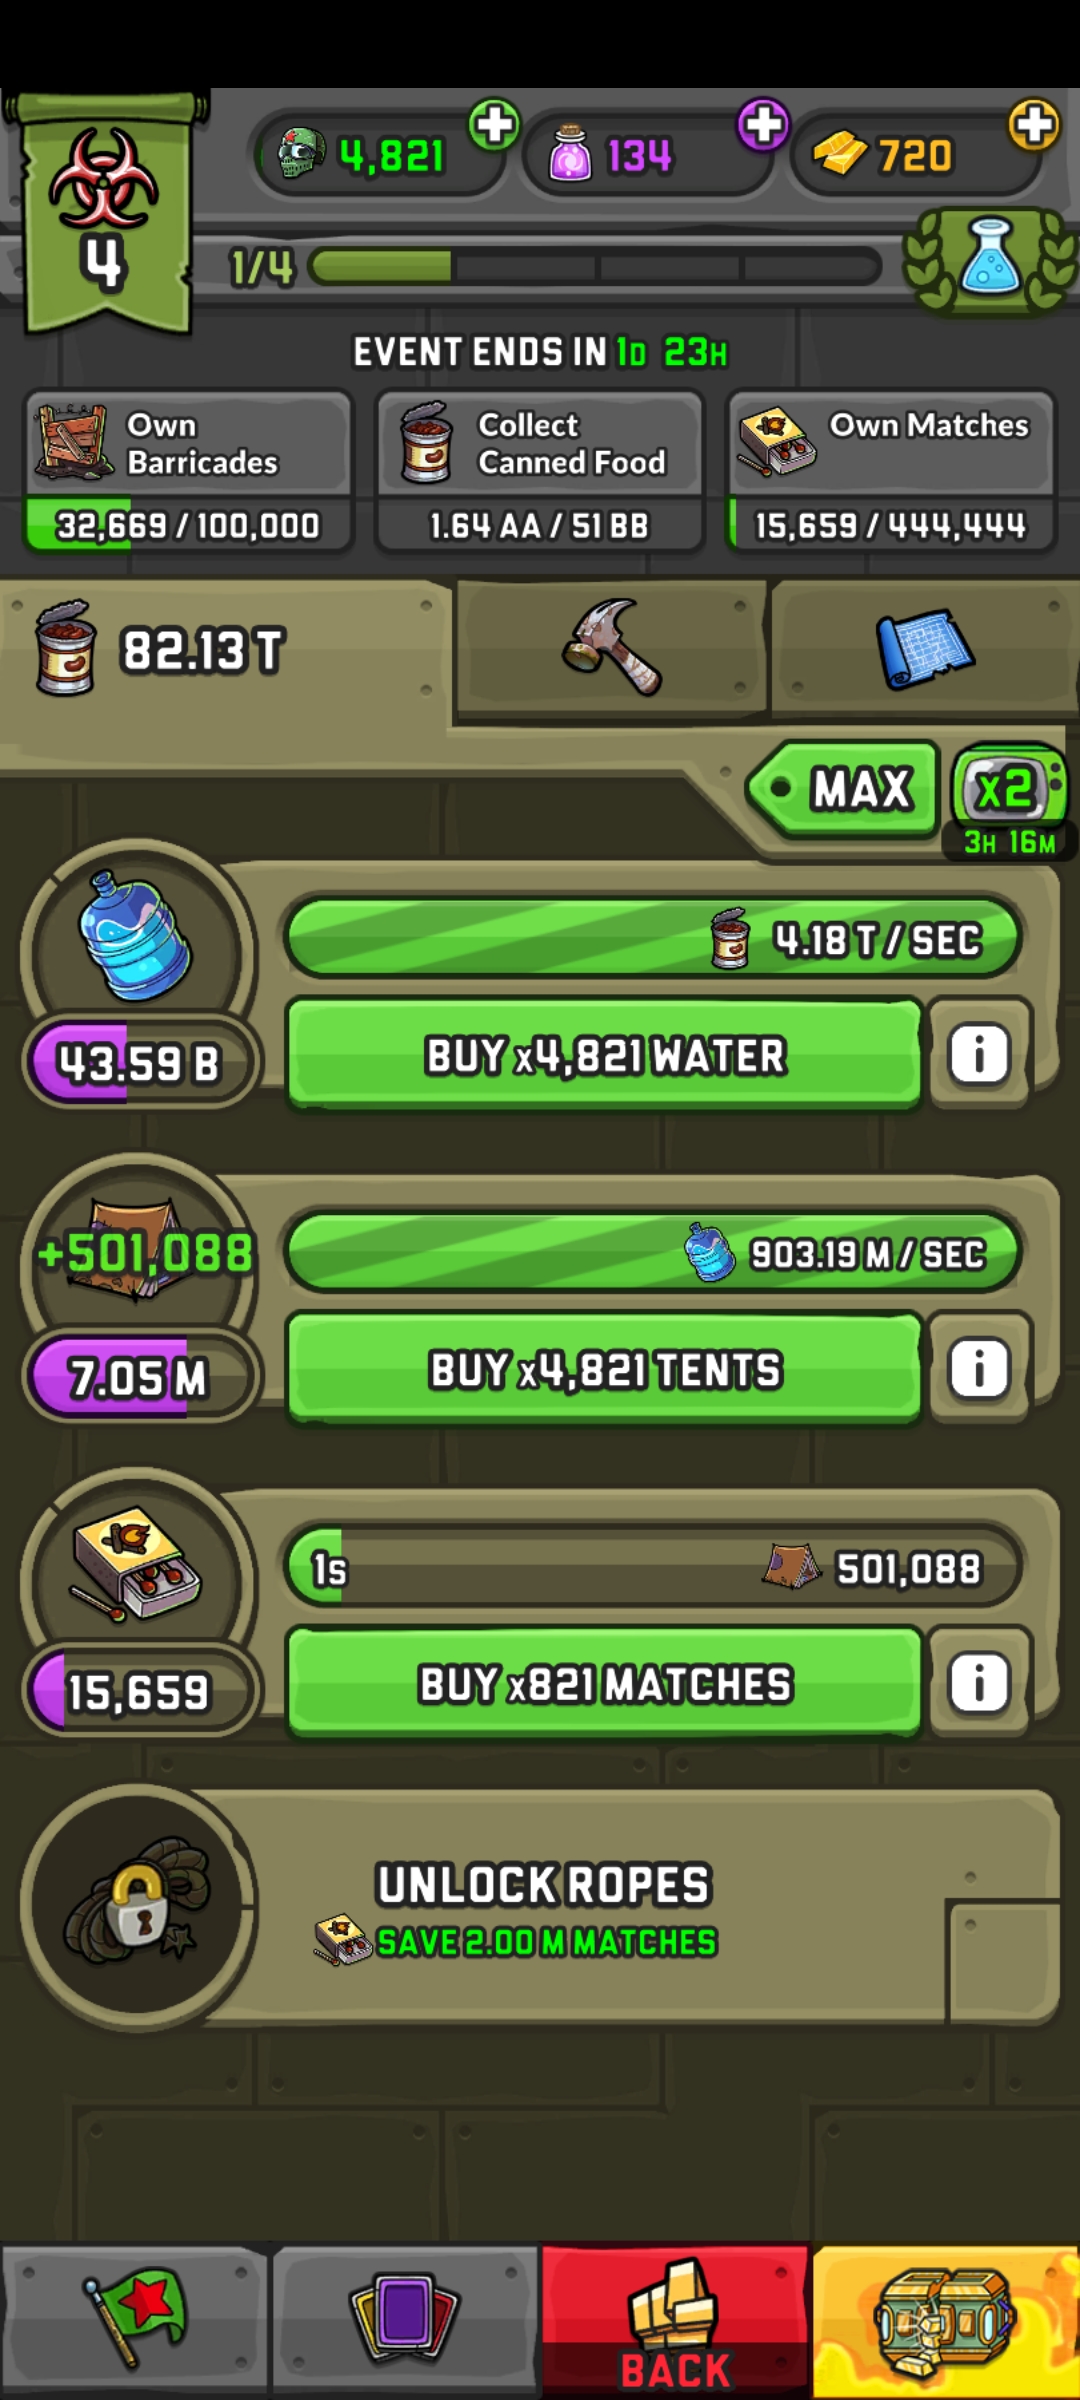 4,821
134
720
4
1/4
EVENT ENDS IN 1D 23H
Own
Barricades
32,669 / 100,000
Collect
Canned Food
1.64 AA / 51 BB
Own Matches
15,659 / 444,444
82.13 T
MAX
x2
3H 16M
4.18 T / SEC
43.59 B
BUY x4,821 WATER
i
+501,088
903.19 M / SEC
7.05 M
BUY x4,821 TENTS
i
1s
501,088
15,659
BUY x821 MATCHES
i
UNLOCK ROPES
SAVE 2.00 M MATCHES
BACK